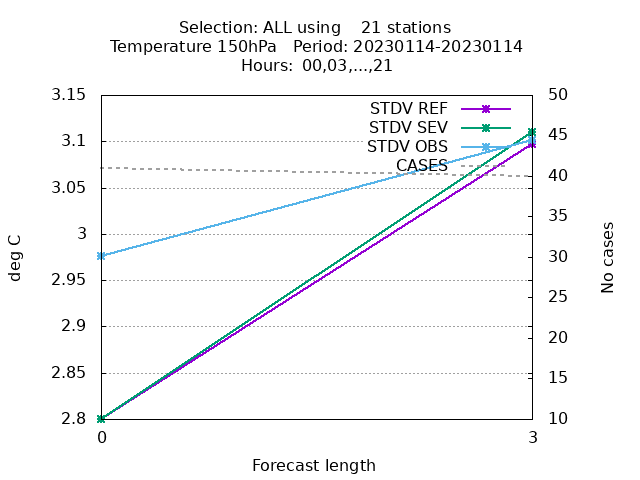 Selection: ALL using    21 stations
Temperature 150hPa   Period: 20230114-20230114
Hours:  00,03,...,21
3.15
3.1
3.05
3
2.95
2.9
2.85
2.8
50
45
40
35
30
25
20
15
10
STDV REF
STDV SEV
STDV OBS
CASES
deg C
No cases
0
3
Forecast length